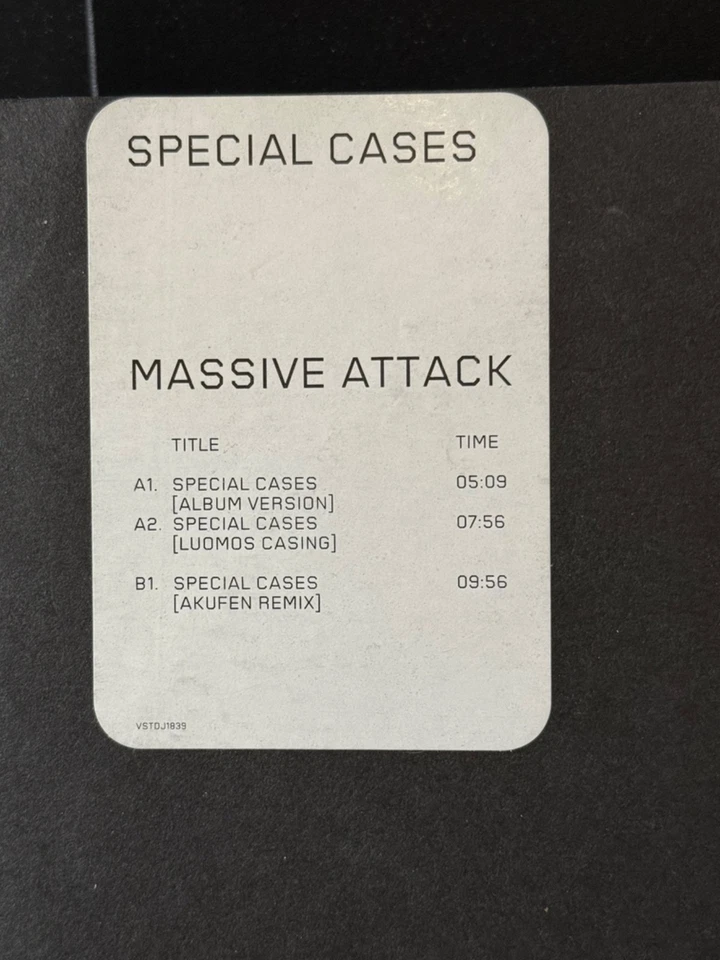 SPECIAL CASES
MASSIVE ATTACK
TITLE TIME
A1. SPECIAL CASES 05:09
[ALBUM VERSION]
A2. SPECIAL CASES 07:56
[LUOMOS CASING]
B1. SPECIAL CASES 09:56
[AKUFEN REMIX]
VSTDJ1839